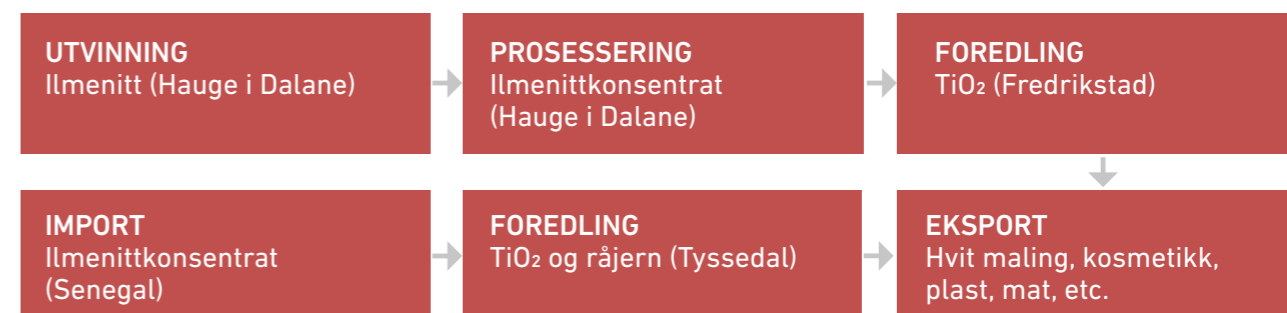 UTVINNING
Ilmenitt (Hauge i Dalane)
PROSESSERING
Ilmenittkonsentrat
(Hauge i Dalane)
FOREDLING
TiO₂ (Fredrikstad)
IMPORT
Ilmenittkonsentrat
(Senegal)
FOREDLING
TiO₂ og råjern (Tyssedal)
EKSPORT
Hvit maling, kosmetikk,
plast, mat, etc.